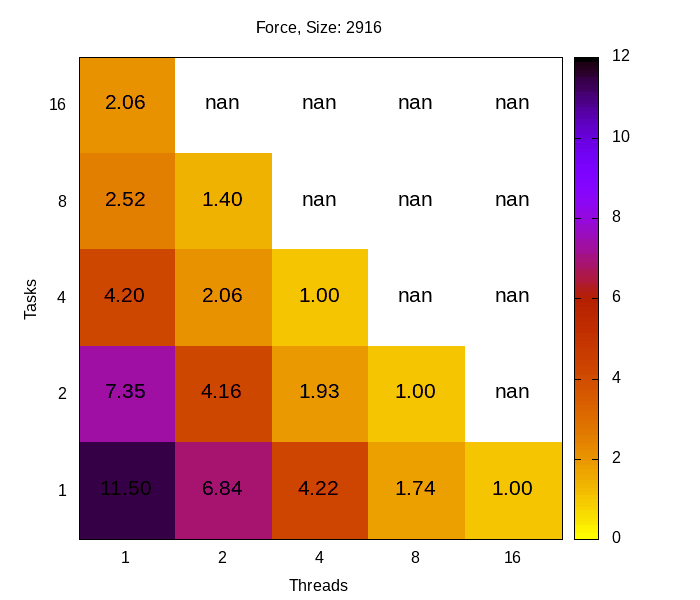 Force, Size: 2916
12
16 2.06 nan nan nan nan
10
8 2.52 1.40 nan nan nan
8
Tasks
4 4.20 2.06 1.00 nan nan
6
2 7.35 4.16 1.93 1.00 nan
4
2
1 11.50 6.84 4.22 1.74 1.00
0
1 2 4 8 16
Threads